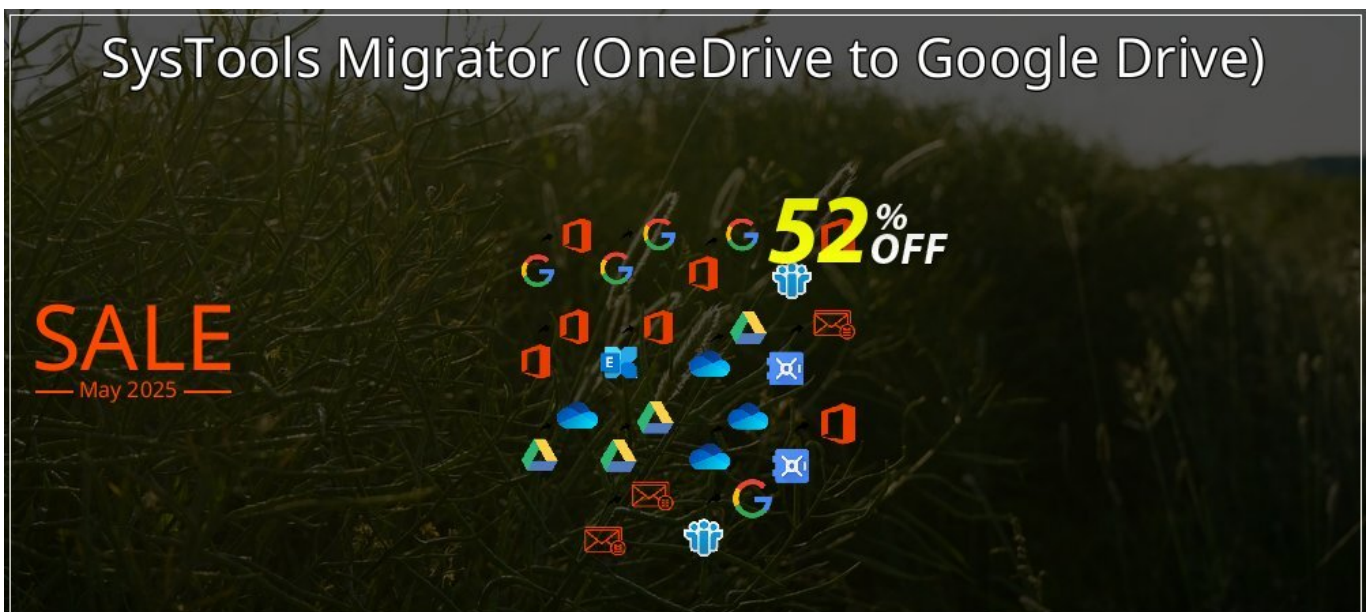 SysTools Migrator (OneDrive to Google Drive)
52%
OFF
SALE
May 2025